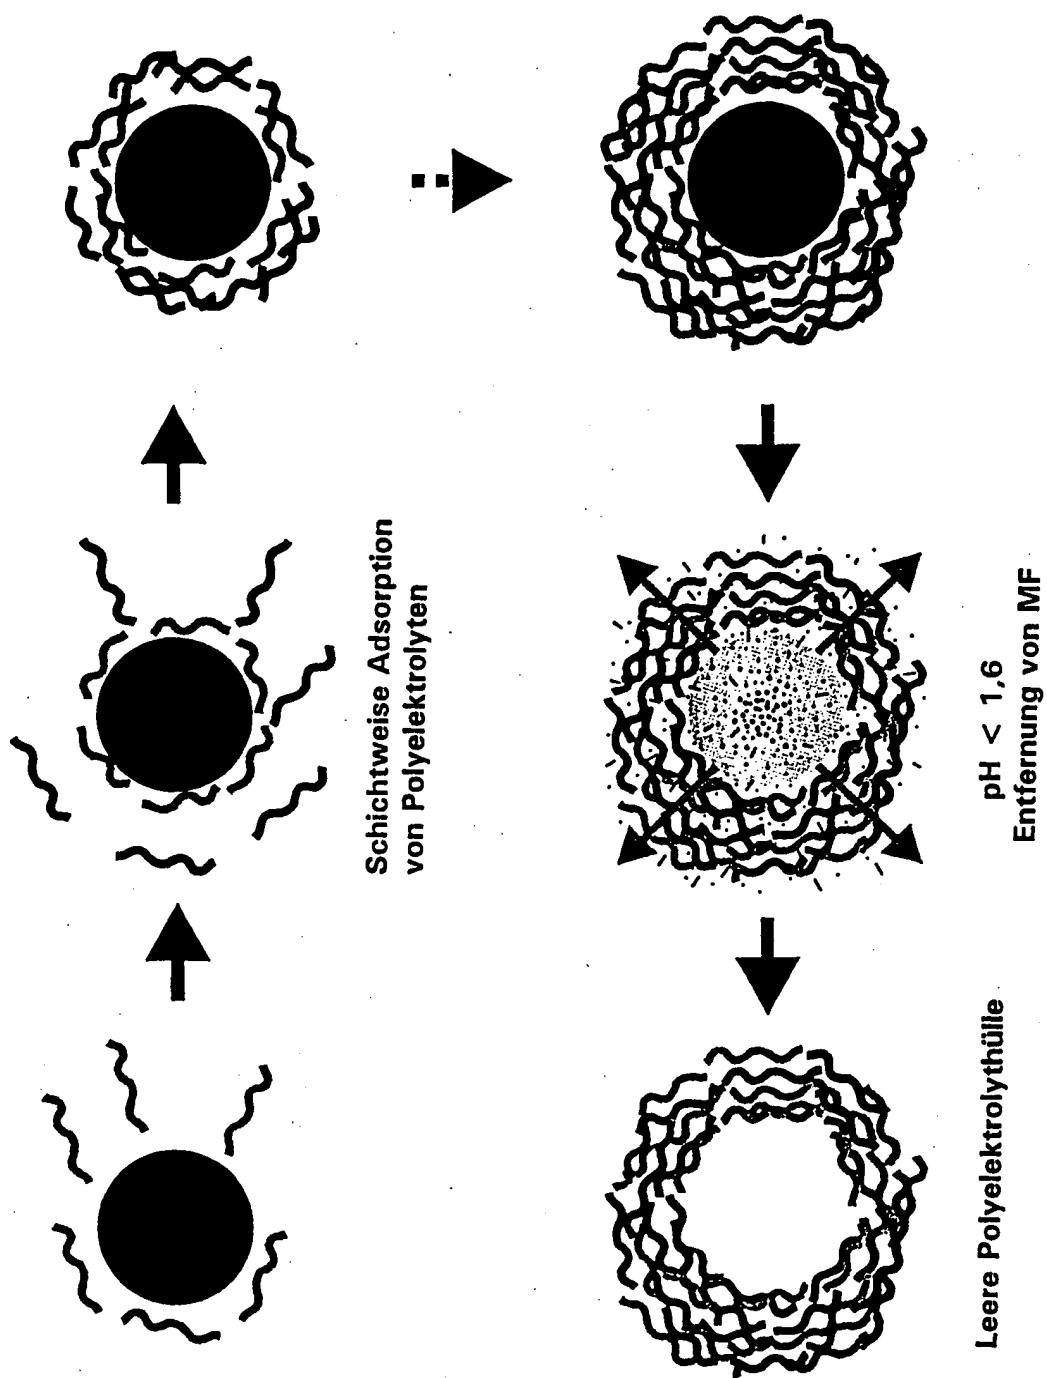 Schichtweise Adsorption
von Polyelektrolyten
Leere Polyelektrolythülle
pH < 1,6
Entfernung von MF